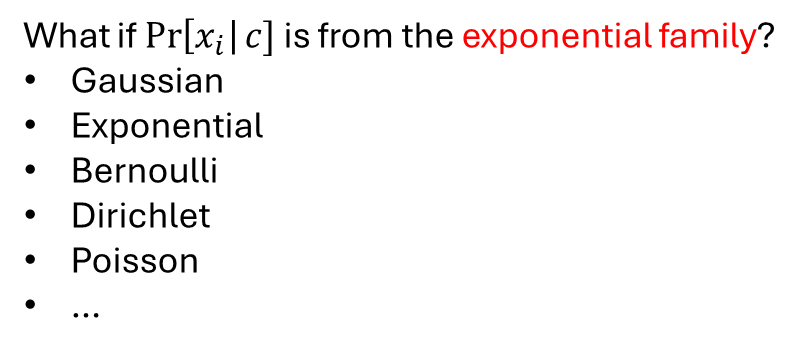 What if Pr[xᵢ| c] is from the exponential family?
• Gaussian
• Exponential
• Bernoulli
• Dirichlet
• Poisson
• ...